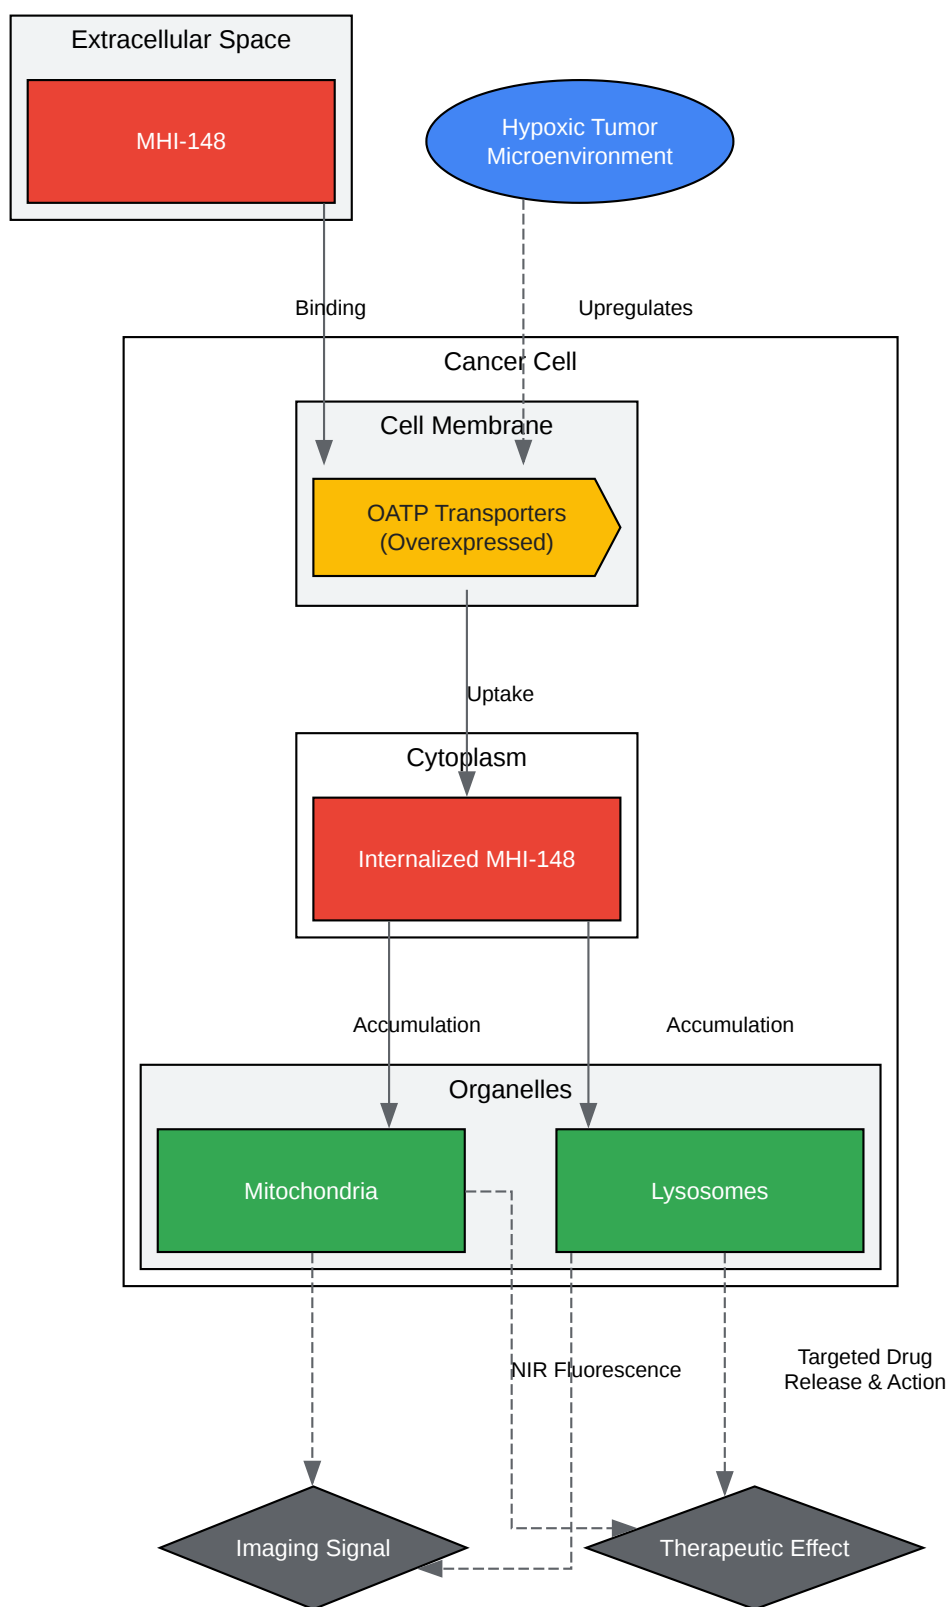 Extracellular Space
MHI-148
Hypoxic Tumor
Microenvironment
Binding
Upregulates
Cancer Cell
Cell Membrane
OATP Transporters
(Overexpressed)
Uptake
Cytoplasm
Internalized MHI-148
Accumulation
Accumulation
Organelles
Mitochondria
Lysosomes
NIR Fluorescence
Targeted Drug
Release & Action
Imaging Signal
Therapeutic Effect